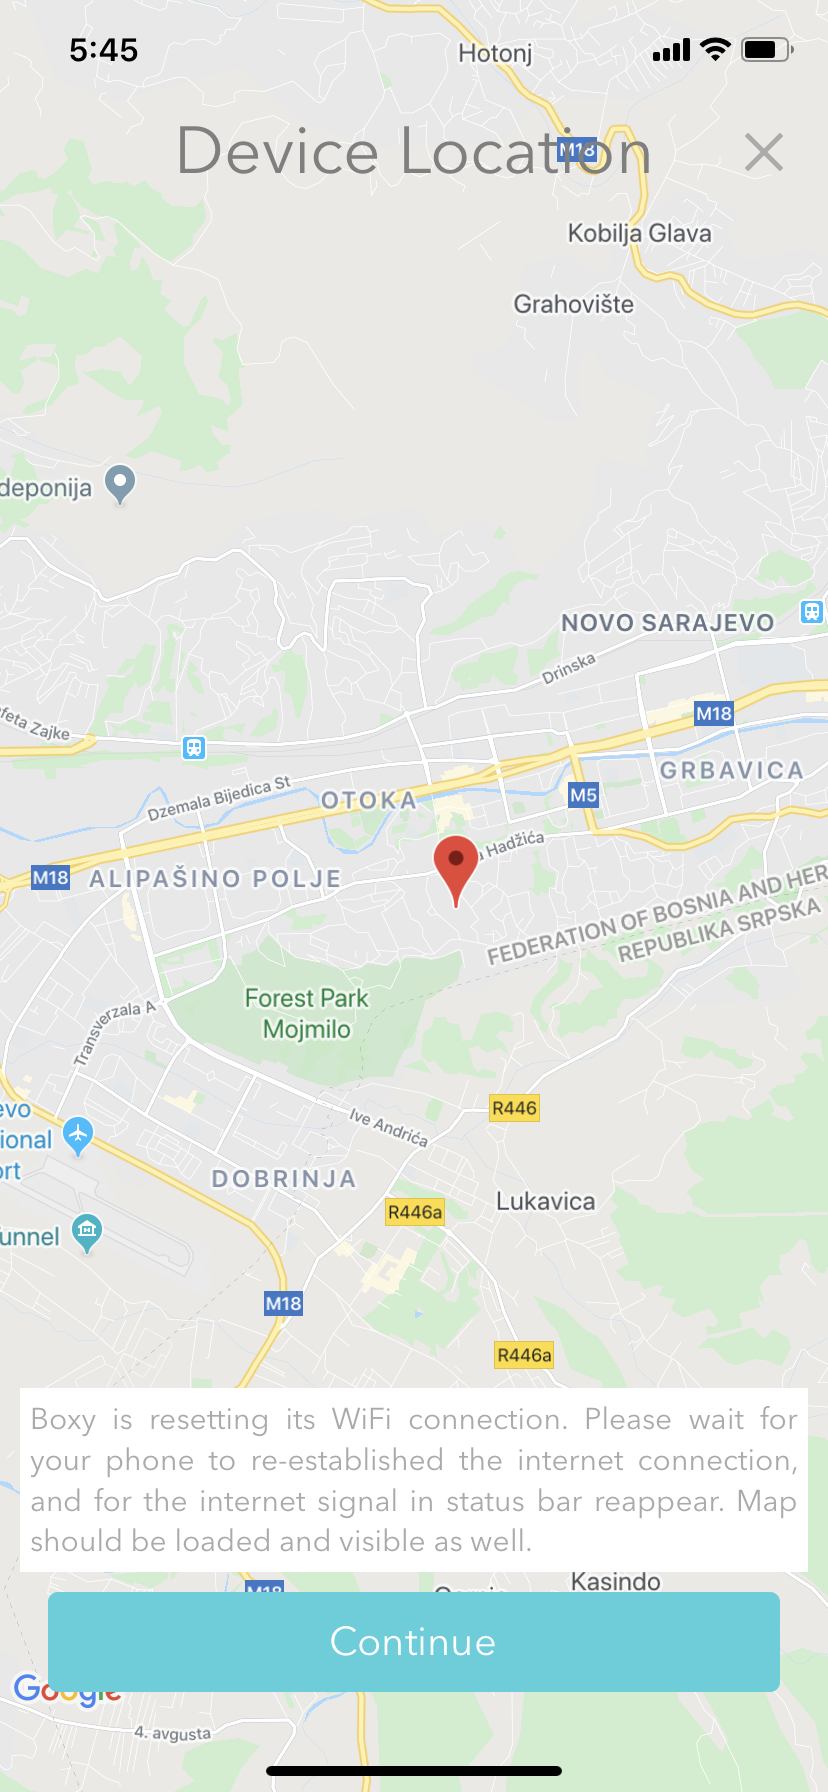 5:45
Hotonj
Device Location
M18
Kobilja Glava
Grahovište
deponija
NOVO SARAJEVO
Drinska
feta Zajke
M18
GRBAVICA
Dzemala Bijedica St
OTOKA
M5
a Hadžića
M18
ALIPAŠINO POLJE
FEDERATION OF BOSNIA AND HER
REPUBLIKA SRPSKA
Forest Park
Mojmilo
Transverzala A
evo
ional
ort
R446
Ive Andrića
DOBRINJA
Lukavica
R446a
unnel
M18
R446a
Boxy is resetting its WiFi connection. Please wait for
your phone to re-established the internet connection,
and for the internet signal in status bar reappear. Map
should be loaded and visible as well.
Kasindo
M18
Continue
Google
4. avgusta